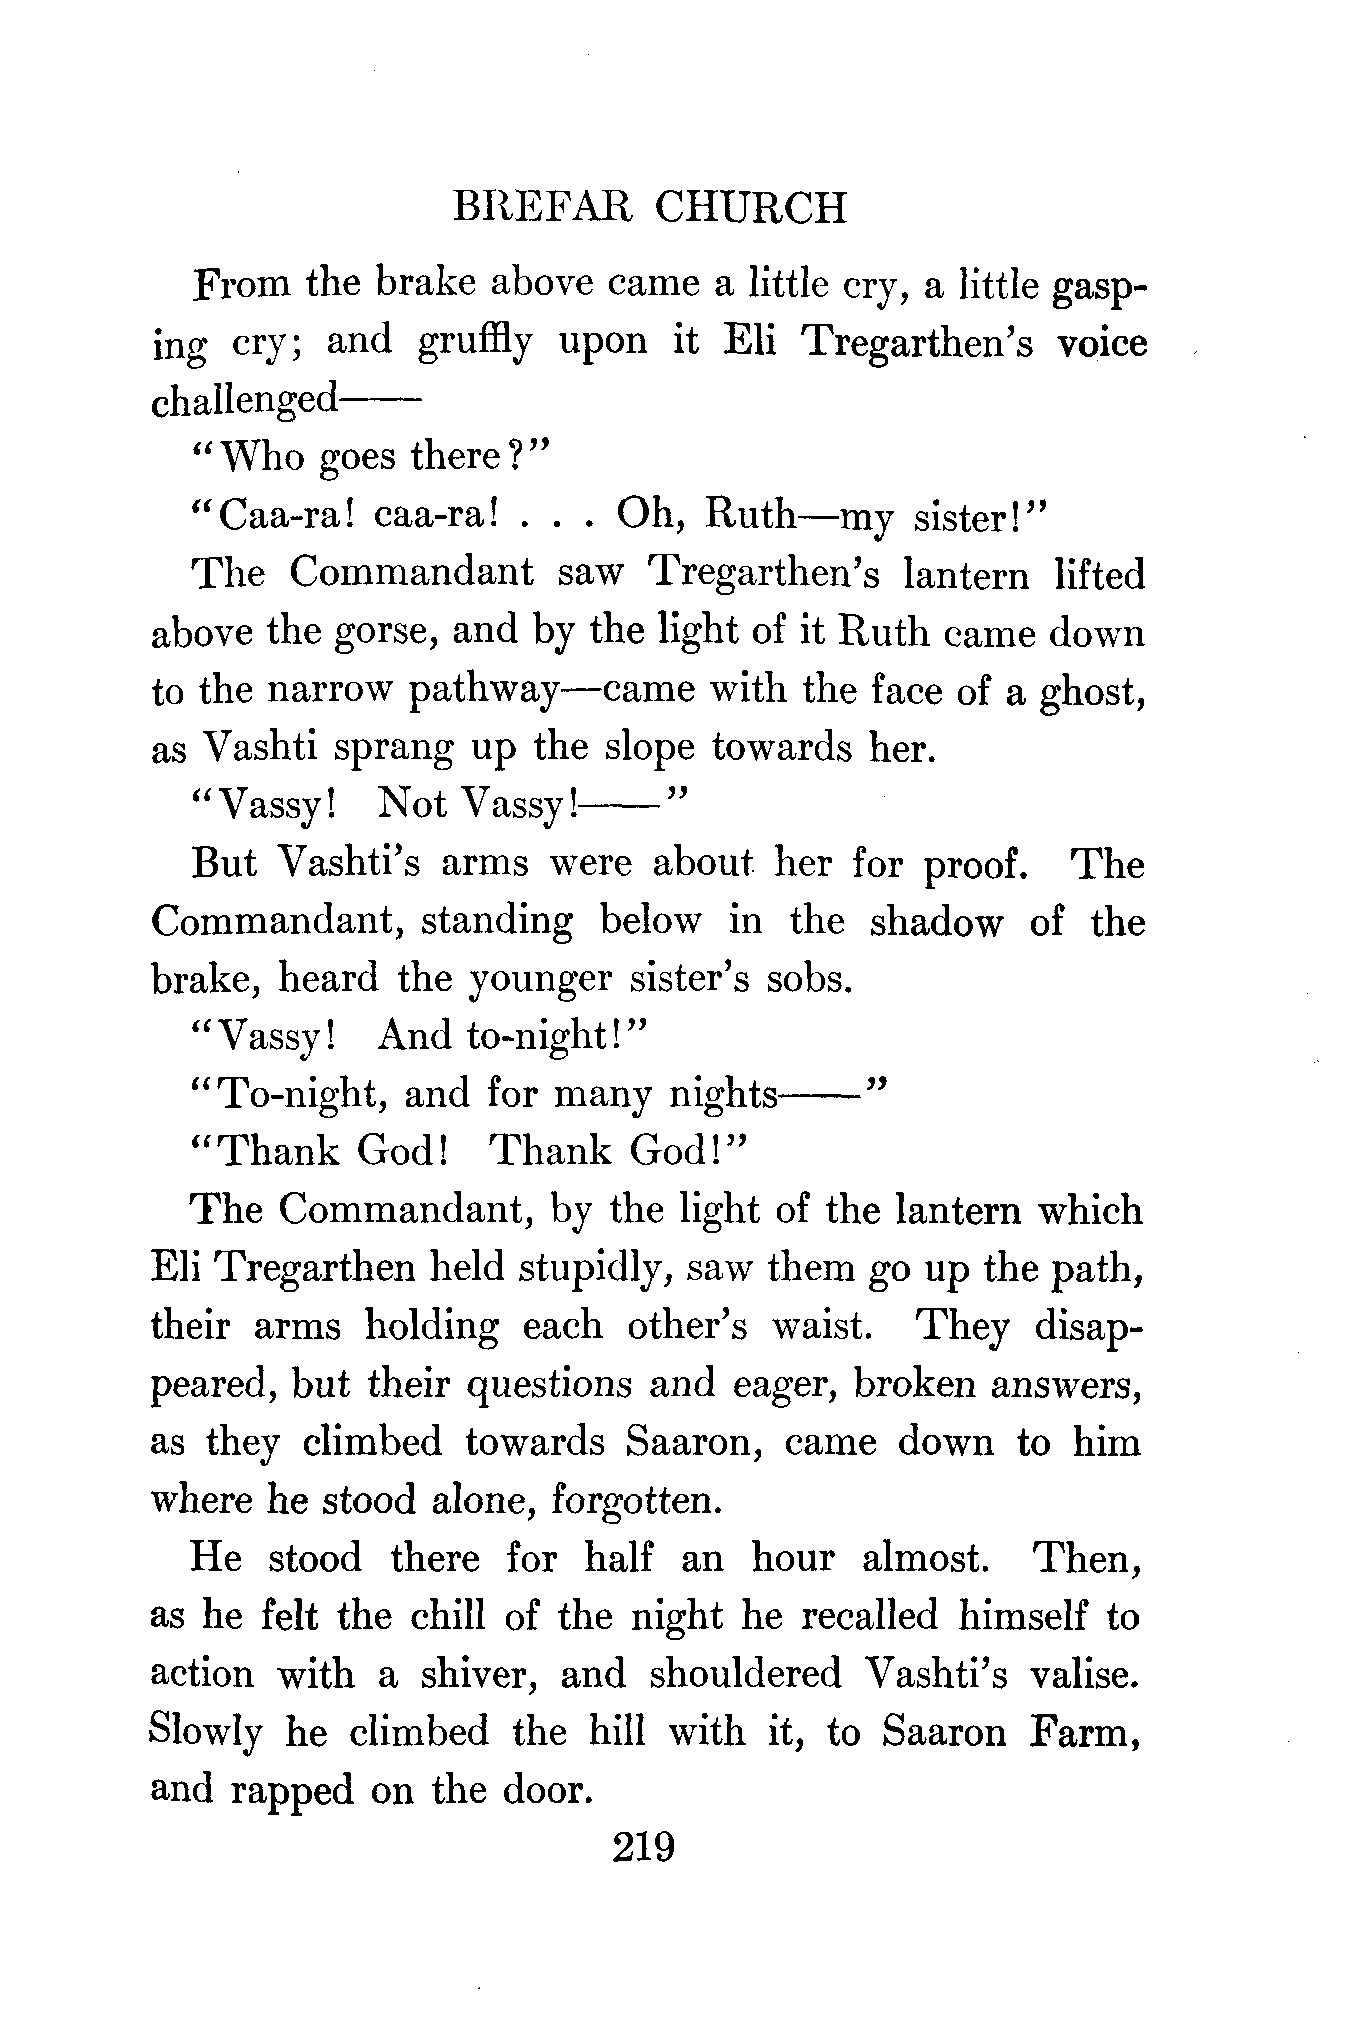 BREFAR CHURCH
From the brake above came a little cry, a little gasp-
ing cry; and gruffly upon it Eli Tregarthen's voice
challenged——
"Who goes there?"
"Caa-ra! caa-ra! . . . Oh, Ruth—my sister!"
The Commandant saw Tregarthen's lantern lifted
above the gorse, and by the light of it Ruth came down
to the narrow pathway—came with the face of a ghost,
as Vashti sprang up the slope towards her.
"Vassy! Not Vassy!——"
But Vashti's arms were about her for proof. The
Commandant, standing below in the shadow of the
brake, heard the younger sister's sobs.
"Vassy! And to-night!"
"To-night, and for many nights——"
"Thank God! Thank God!"
The Commandant, by the light of the lantern which
Eli Tregarthen held stupidly, saw them go up the path,
their arms holding each other's waist. They disap-
peared, but their questions and eager, broken answers,
as they climbed towards Saaron, came down to him
where he stood alone, forgotten.
He stood there for half an hour almost. Then,
as he felt the chill of the night he recalled himself to
action with a shiver, and shouldered Vashti's valise.
Slowly he climbed the hill with it, to Saaron Farm,
and rapped on the door.
219